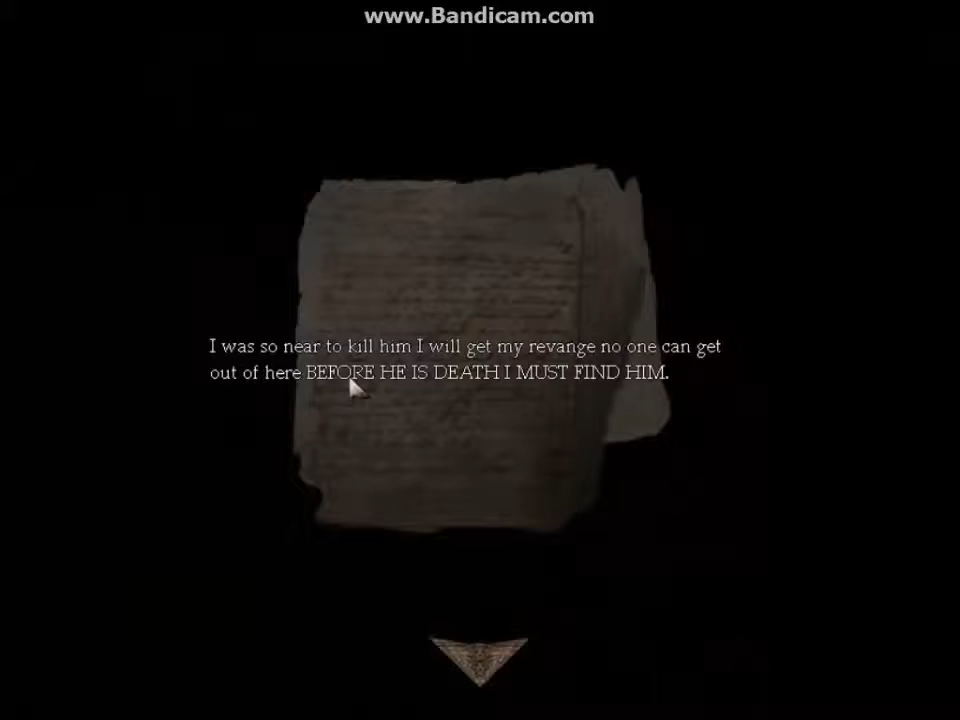 www.Bandicam.com
I was so near to kill him I will get my revange no one can get
out of here BEFORE HE IS DEATH I MUST FIND HIM.